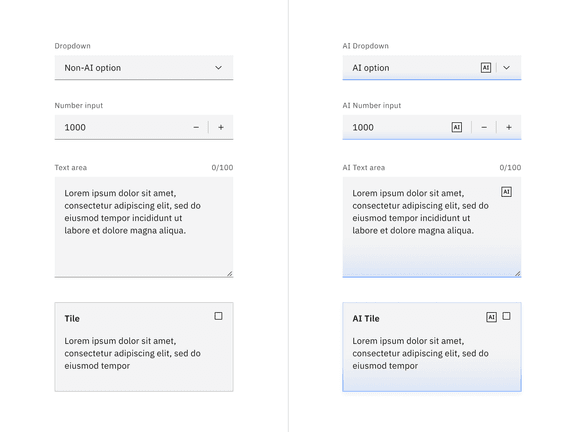 Dropdown
Non-AI option
Number input
1000
Text area 0/100
Lorem ipsum dolor sit amet,
consectetur adipiscing elit, sed do
eiusmod tempor incididunt ut
labore et dolore magna aliqua.
Tile
Lorem ipsum dolor sit amet,
consectetur adipiscing elit, sed do
eiusmod tempor
AI Dropdown
AI option AI
AI Number input
1000 AI
AI Text area 0/100
AI
Lorem ipsum dolor sit amet,
consectetur adipiscing elit, sed do
eiusmod tempor incididunt ut
labore et dolore magna aliqua.
AI Tile AI
Lorem ipsum dolor sit amet,
consectetur adipiscing elit, sed do
eiusmod tempor